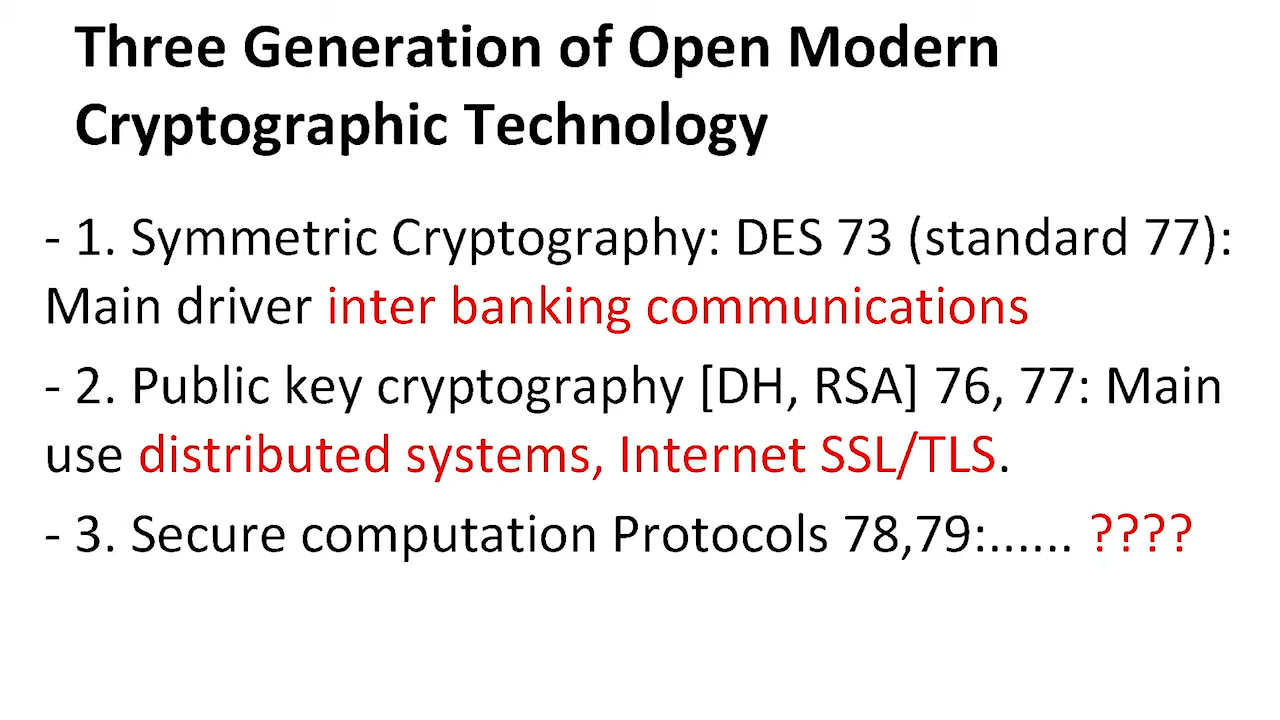 Three Generation of Open Modern
Cryptographic Technology
- 1. Symmetric Cryptography: DES 73 (standard 77):
Main driver inter banking communications
- 2. Public key cryptography [DH, RSA] 76, 77: Main
use distributed systems, Internet SSL/TLS.
- 3. Secure computation Protocols 78,79:...... ????